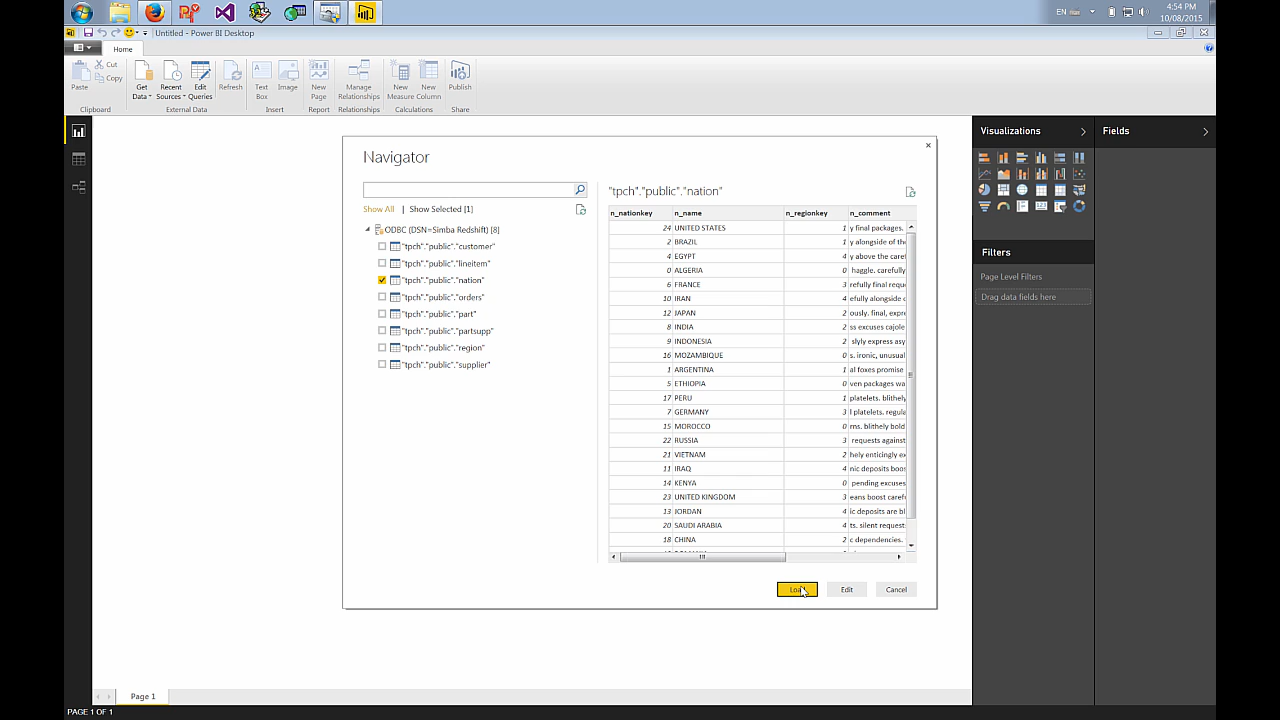 EN
4:54 PM
10/08/2015
Untitled - Power BI Desktop
Home
Paste
Cut
Copy
Get Data
Recent Sources
Edit Queries
Refresh
Text Box
Image
New Page
Manage Relationships
New Measure
New Column
Publish
Clipboard
External Data
Insert
Report
Relationships
Calculations
Share
Navigator
Show All | Show Selected [1]
ODBC (DSN=Simba Redshift) [8]
"tpch"."public"."customer"
"tpch"."public"."lineitem"
"tpch"."public"."nation"
"tpch"."public"."orders"
"tpch"."public"."part"
"tpch"."public"."partsupp"
"tpch"."public"."region"
"tpch"."public"."supplier"
"tpch"."public"."nation"
n_nationkey n_name n_regionkey n_comment
24 UNITED STATES 1 y final packages.
2 BRAZIL 1 y alongside of th
4 EGYPT 4 y above the care
0 ALGERIA 0 haggle. carefully
6 FRANCE 3 refully final requ
10 IRAN 4 efully alongside
12 JAPAN 2 ously. final, expr
8 INDIA 2 ss excuses cajole
9 INDONESIA 2 slyly express asy
16 MOZAMBIQUE 0 s. ironic, unusual
1 ARGENTINA 1 al foxes promise
5 ETHIOPIA 0 ven packages wa
17 PERU 1 platelets. blithely
7 GERMANY 3 l platelets. regula
15 MOROCCO 0 rns. blithely bold
22 RUSSIA 3 requests against
21 VIETNAM 2 hely enticingly ex
11 IRAQ 4 nic deposits boos
14 KENYA 0 pending excuses
23 UNITED KINGDOM 3 eans boost caref
13 JORDAN 4 ic deposits are bl
20 SAUDI ARABIA 4 ts. silent request
18 CHINA 2 c dependencies.
Load
Edit
Cancel
Visualizations
Fields
Filters
Page Level Filters
Drag data fields here
Page 1
PAGE 1 OF 1